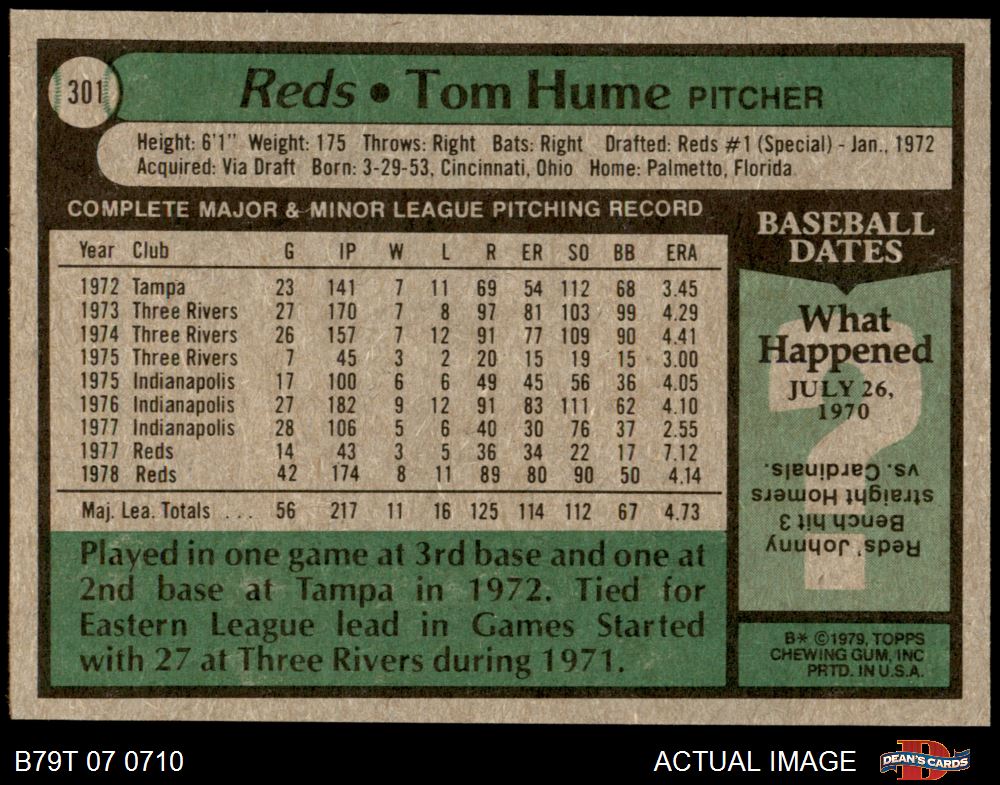 301
Reds • Tom Hume PITCHER
Height: 6'1" Weight: 175 Throws: Right Bats: Right Drafted: Reds #1 (Special) - Jan., 1972
Acquired: Via Draft Born: 3-29-53, Cincinnati, Ohio Home: Palmetto, Florida
COMPLETE MAJOR & MINOR LEAGUE PITCHING RECORD
Year Club G IP W L R ER SO BB ERA
1972 Tampa 23 141 7 11 69 54 112 68 3.45
1973 Three Rivers 27 170 7 8 97 81 103 99 4.29
1974 Three Rivers 26 157 7 12 91 77 109 90 4.41
1975 Three Rivers 7 45 3 2 20 15 19 15 3.00
1975 Indianapolis 17 100 6 6 49 45 56 36 4.05
1976 Indianapolis 27 182 9 12 91 83 111 62 4.10
1977 Indianapolis 28 106 5 6 40 30 76 37 2.55
1977 Reds 14 43 3 5 36 34 22 17 7.12
1978 Reds 42 174 8 11 89 80 90 50 4.14
Maj. Lea. Totals ... 56 217 11 16 125 114 112 67 4.73
Played in one game at 3rd base and one at
2nd base at Tampa in 1972. Tied for
Eastern League lead in Games Started
with 27 at Three Rivers during 1971.
BASEBALL
DATES
What
Happened
JULY 26,
1970
?
Reds' Johnny
Bench hit 3
straight Homers
vs. Cardinals.
B* ©1979, TOPPS
CHEWING GUM, INC
PRTD. IN U.S.A.
B79T 07 0710
ACTUAL IMAGE
D
DEAN'S CARDS